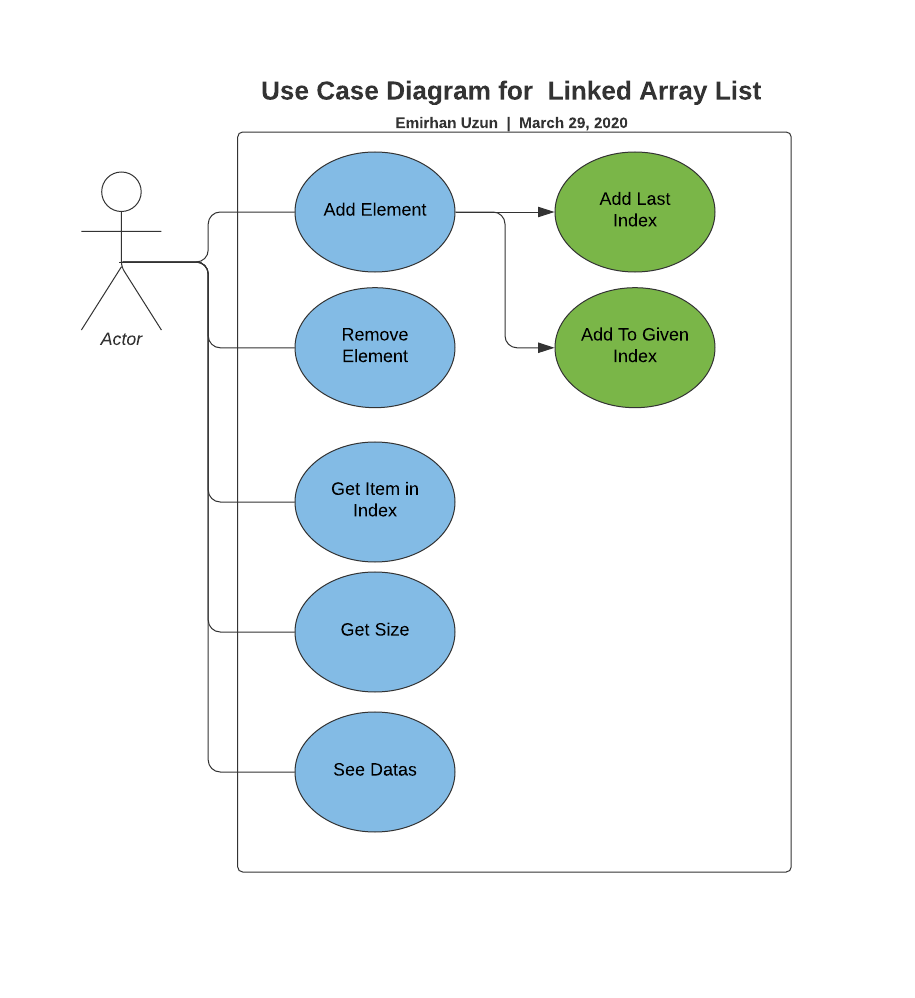 Use Case Diagram for  Linked Array List
Emirhan Uzun  |  March 29, 2020
Actor
Add Element
Add Last
Index
Remove
Element
Add To Given
Index
Get Item in
Index
Get Size
See Datas